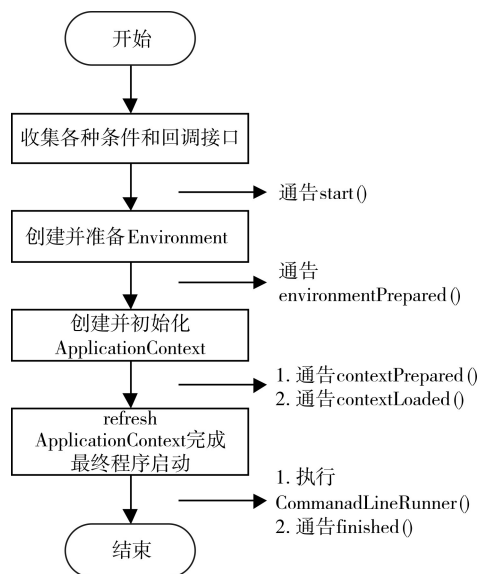 开始
收集各种条件和回调接口
通告start()
创建并准备Environment
通告
environmentPrepared()
创建并初始化
ApplicationContext
1. 通告contextPrepared()
2. 通告contextLoaded()
refresh
ApplicationContext完成
最终程序启动
1. 执行
CommanadLineRunner()
2. 通告finished()
结束